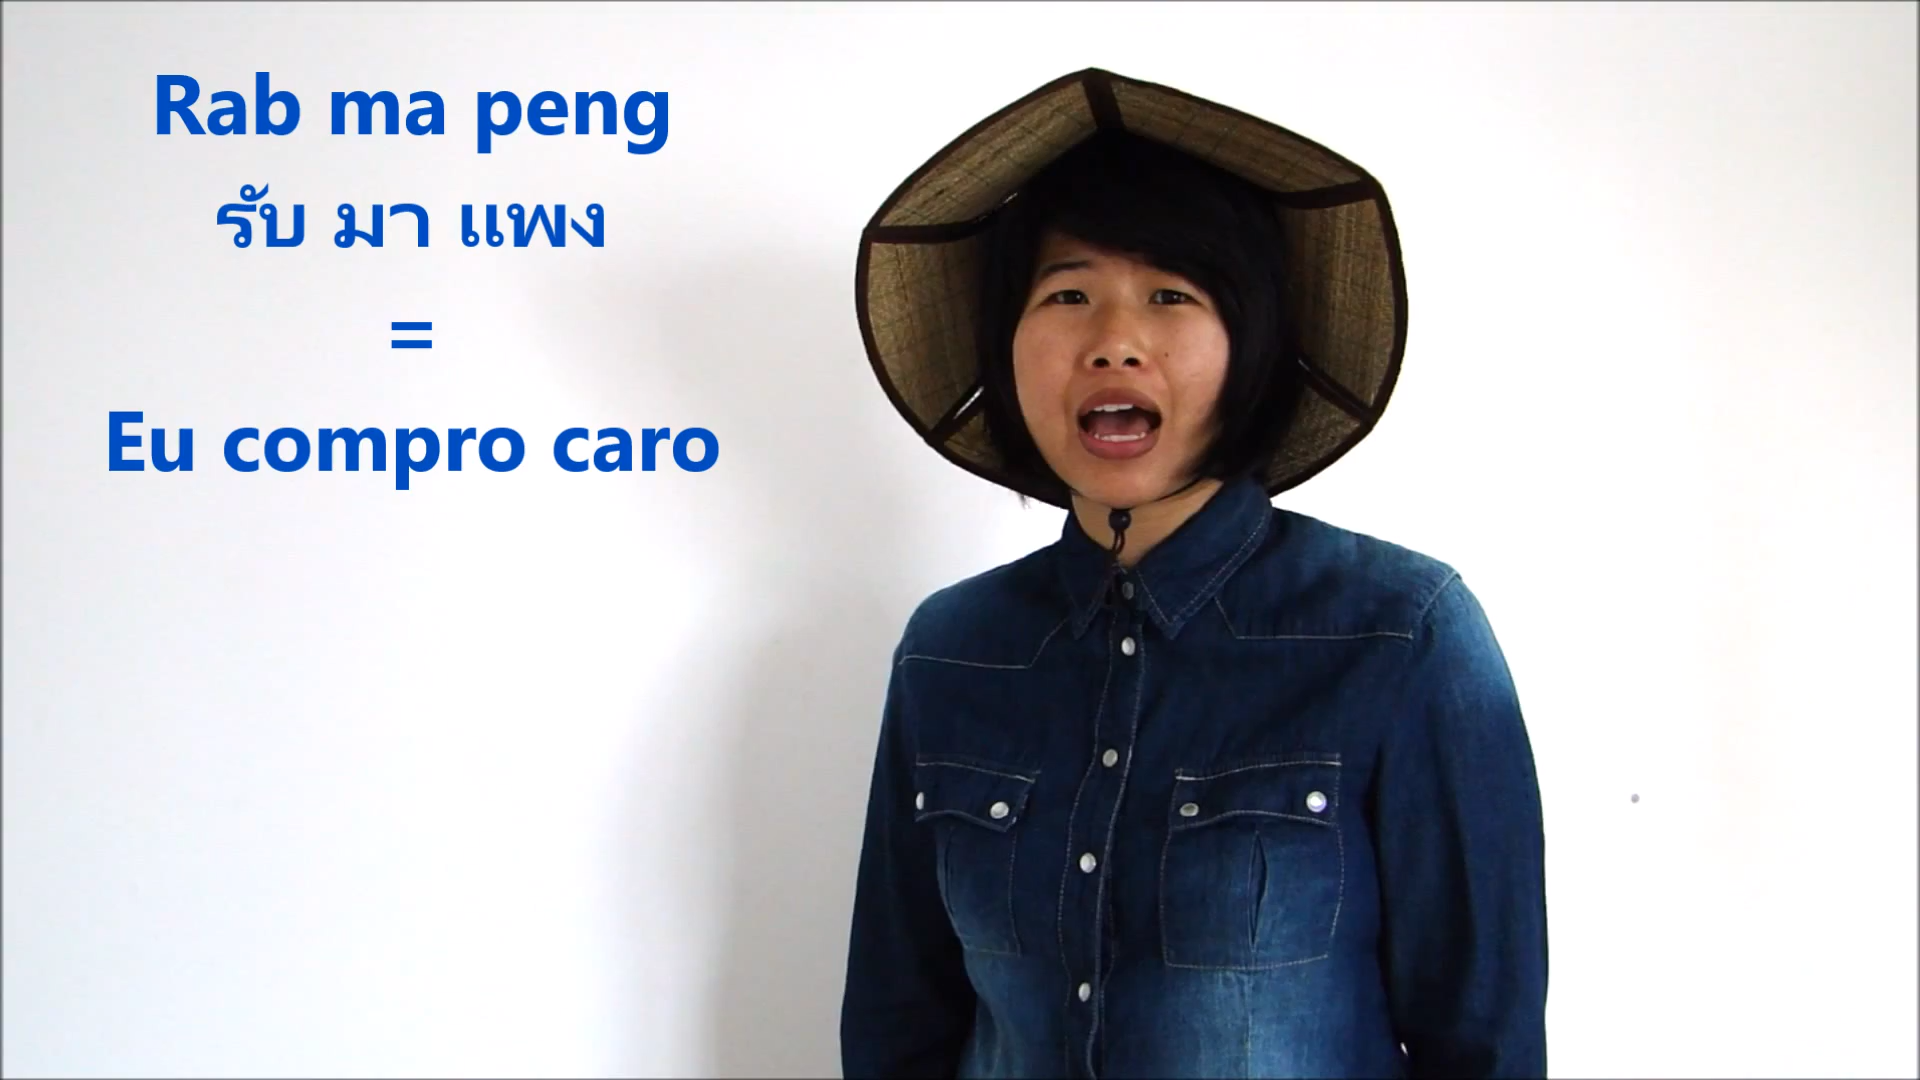 Rab ma peng
รับ มา แพง
=
Eu compro caro